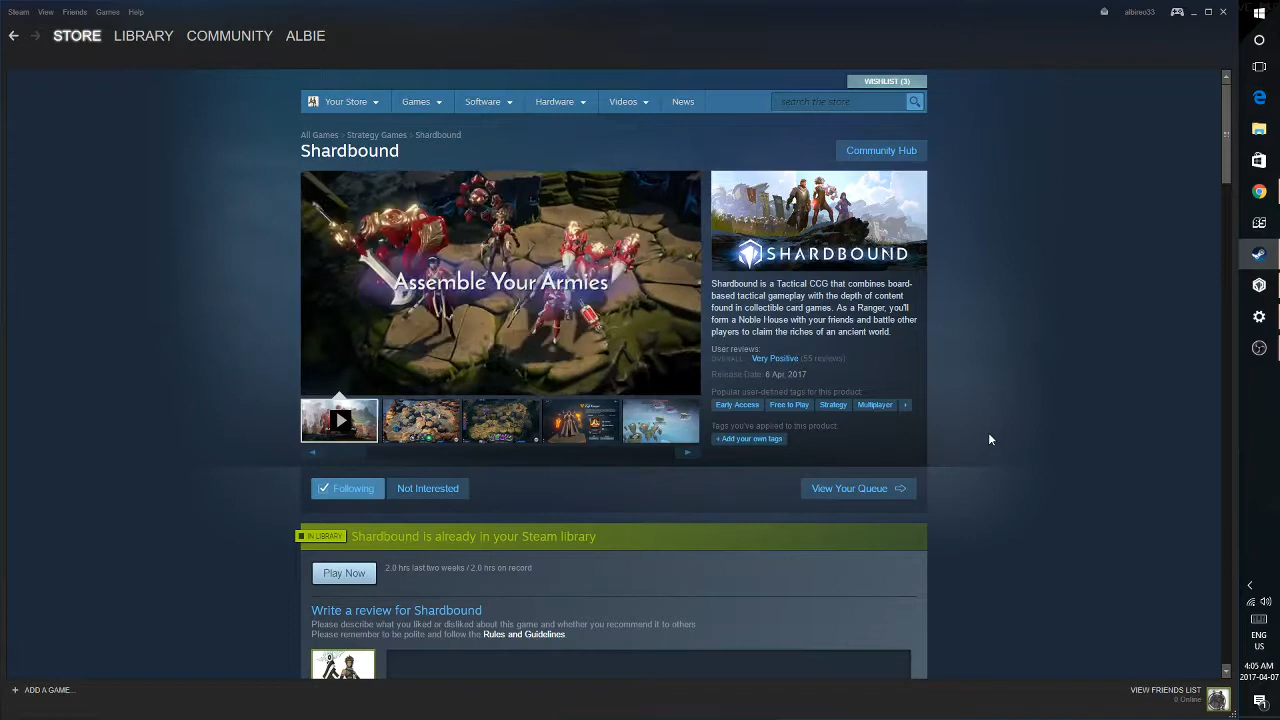 Steam View Friends Games Help
albireo33
STORE LIBRARY COMMUNITY ALBIE
WISHLIST (3)
Your Store Games Software Hardware Videos News search the store
All Games > Strategy Games > Shardbound
Shardbound
Community Hub
Assemble Your Armies
SHARDBOUND
Shardbound is a Tactical CCG that combines board-
based tactical gameplay with the depth of content
found in collectible card games. As a Ranger, you'll
form a Noble House with your friends and battle other
players to claim the riches of an ancient world.
User reviews:
OVERALL: Very Positive (55 reviews)
Release Date: 6 Apr, 2017
Popular user-defined tags for this product:
Early Access Free to Play Strategy Multiplayer +
Tags you've applied to this product:
+ Add your own tags
Following Not Interested View Your Queue
IN LIBRARY Shardbound is already in your Steam library
Play Now 2.0 hrs last two weeks / 2.0 hrs on record
Write a review for Shardbound
Please describe what you liked or disliked about this game and whether you recommend it to others
Please remember to be polite and follow the Rules and Guidelines
+ ADD A GAME...
VIEW FRIENDS LIST
0 Online
ENG
US
4:05 AM
2017-04-07